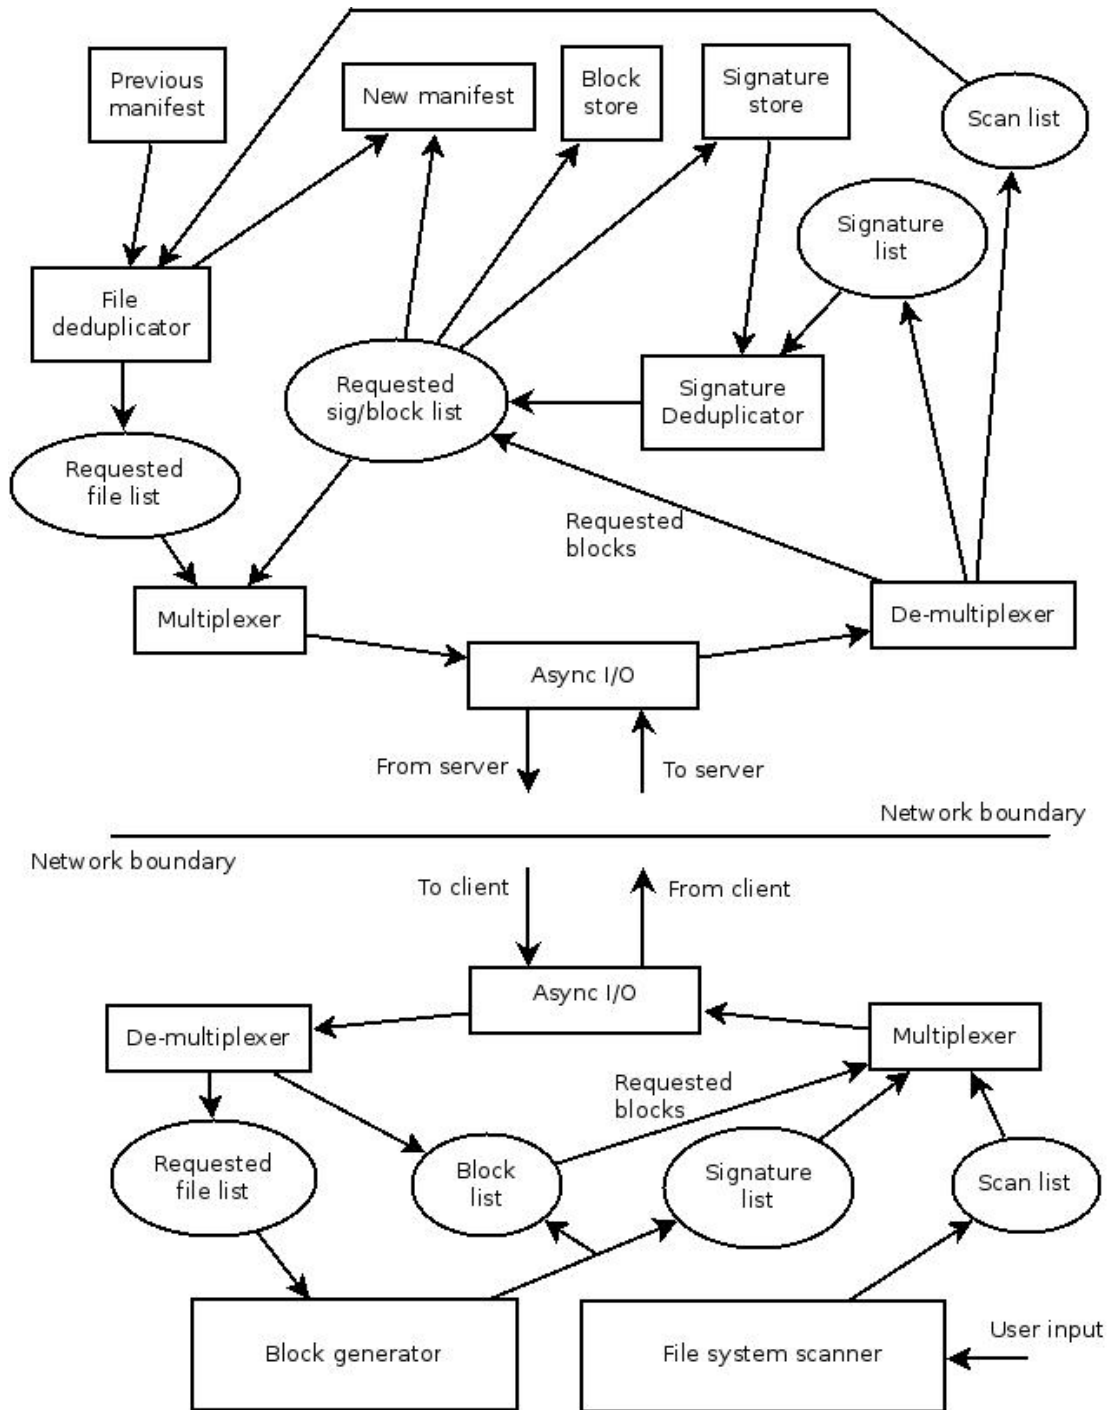 Previous
manifest
New manifest
Block
store
Signature
store
Scan list
Signature
list
File
deduplicator
Requested
sig/block list
Signature
Deduplicator
Requested
file list
Requested
blocks
Multiplexer
De-multiplexer
Async I/O
From server
To server
Network boundary
Network boundary
To client
From client
Async I/O
De-multiplexer
Multiplexer
Requested
blocks
Requested
file list
Block
list
Signature
list
Scan list
User input
Block generator
File system scanner